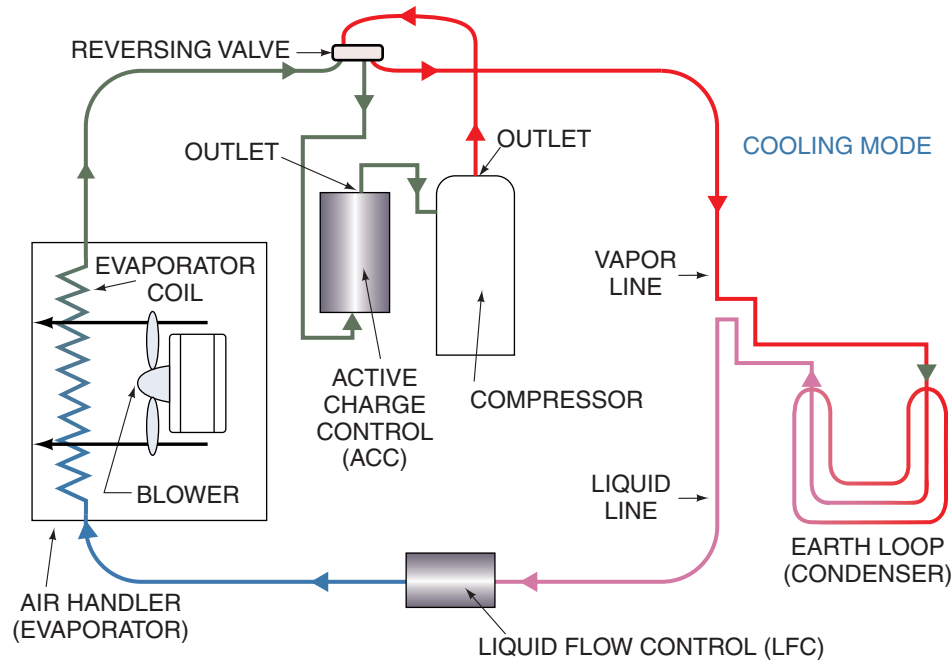 REVERSING VALVE
OUTLET
OUTLET
COOLING MODE
EVAPORATOR
COIL
VAPOR
LINE
ACTIVE
CHARGE
CONTROL
(ACC)
COMPRESSOR
BLOWER
LIQUID
LINE
EARTH LOOP
(CONDENSER)
AIR HANDLER
(EVAPORATOR)
LIQUID FLOW CONTROL (LFC)